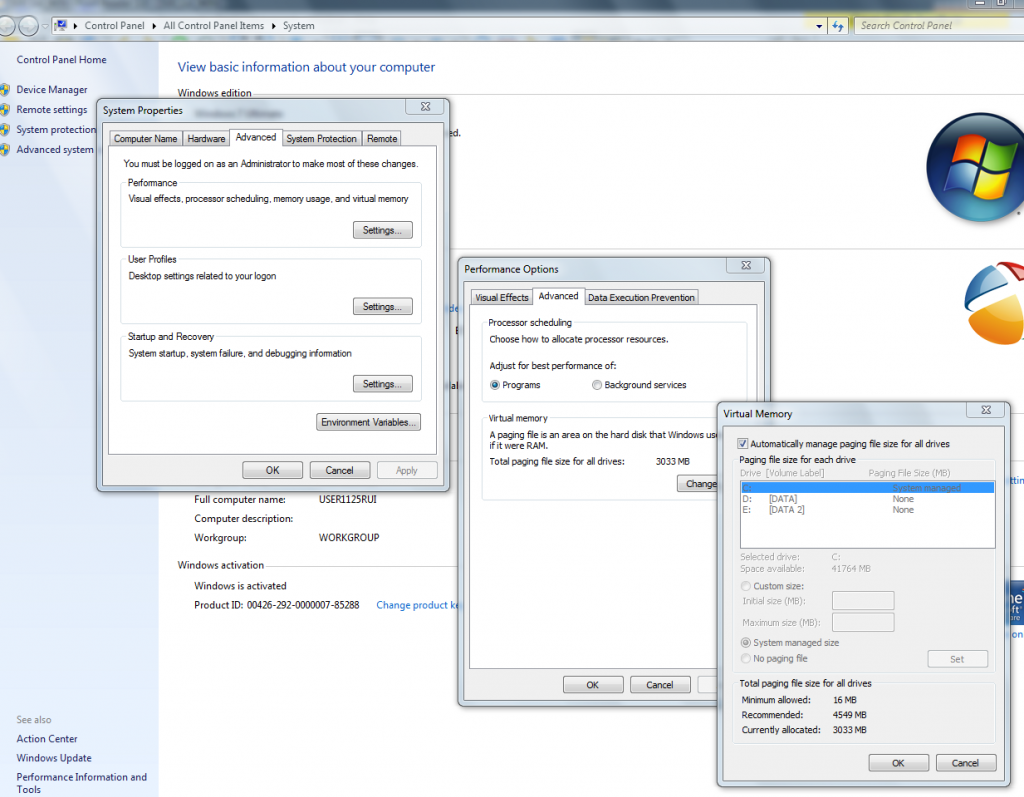 Control Panel ▸ All Control Panel Items ▸ System
Search Control Panel
Control Panel Home
Device Manager
Remote settings
System protection
Advanced system
See also
Action Center
Windows Update
Performance Information and
Tools
View basic information about your computer
Windows edition
System Properties
Computer Name Hardware Advanced System Protection Remote
You must be logged on as an Administrator to make most of these changes.
Performance
Visual effects, processor scheduling, memory usage, and virtual memory
Settings...
User Profiles
Desktop settings related to your logon
Settings...
Startup and Recovery
System startup, system failure, and debugging information
Settings...
Environment Variables...
OK Cancel Apply
Full computer name: USER1125RUI
Computer description:
Workgroup: WORKGROUP
Windows activation
Windows is activated
Product ID: 00426-292-0000007-85288 Change product
Performance Options
Visual Effects Advanced Data Execution Prevention
Processor scheduling
Choose how to allocate processor resources.
Adjust for best performance of:
Programs Background services
Virtual memory
A paging file is an area on the hard disk that Windows
if it were RAM.
Total paging file size for all drives: 3033 MB
Change
OK Cancel
Virtual Memory
Automatically manage paging file size for all drives
Paging file size for each drive
Drive [Volume Label] Paging File Size (MB)
C: System managed
D: [DATA] None
E: [DATA 2] None
Selected drive: C:
Space available: 41764 MB
Custom size:
Initial size (MB):
Maximum size (MB):
System managed size
No paging file
Set
Total paging file size for all drives
Minimum allowed: 16 MB
Recommended: 4549 MB
Currently allocated: 3033 MB
OK Cancel